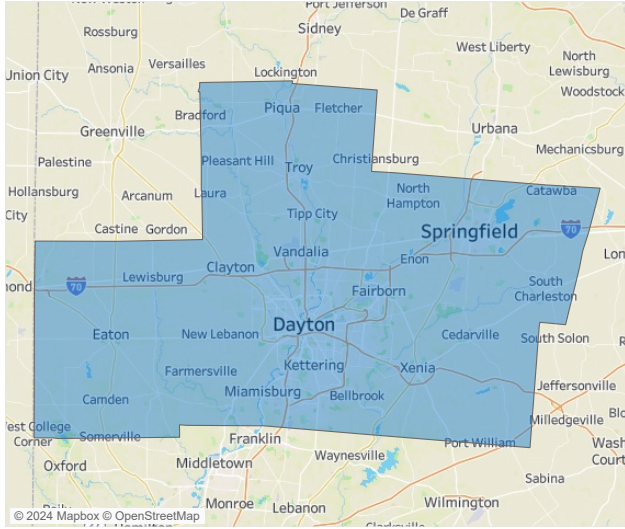 Port Jefferson
De Graff
Rossburg
Sidney
West Liberty
Versailles
North
Lewisburg
Ansonia
Lockington
Union City
Woodstock
Piqua
Fletcher
Bradford
Urbana
Greenville
Mechanicsburg
Palestine
Pleasant Hill
Troy
Christiansburg
Hollansburg
Arcanum
Laura
North
Hampton
Catawba
City
Tipp City
Castine
Gordon
Springfield
70
Vandalia
Enon
Clayton
Lewisburg
70
Fairborn
South
Charleston
Dayton
Eaton
New Lebanon
Cedarville
South Solon
Farmersville
Kettering
Xenia
Jeffersonville
Camden
Miamisburg
Bellbrook
Milledgeville
West College
Corner
Somerville
Franklin
Port William
Oxford
Middletown
Waynesville
Sabina
Monroe
Lebanon
Wilmington
© 2024 Mapbox © OpenStreetMap